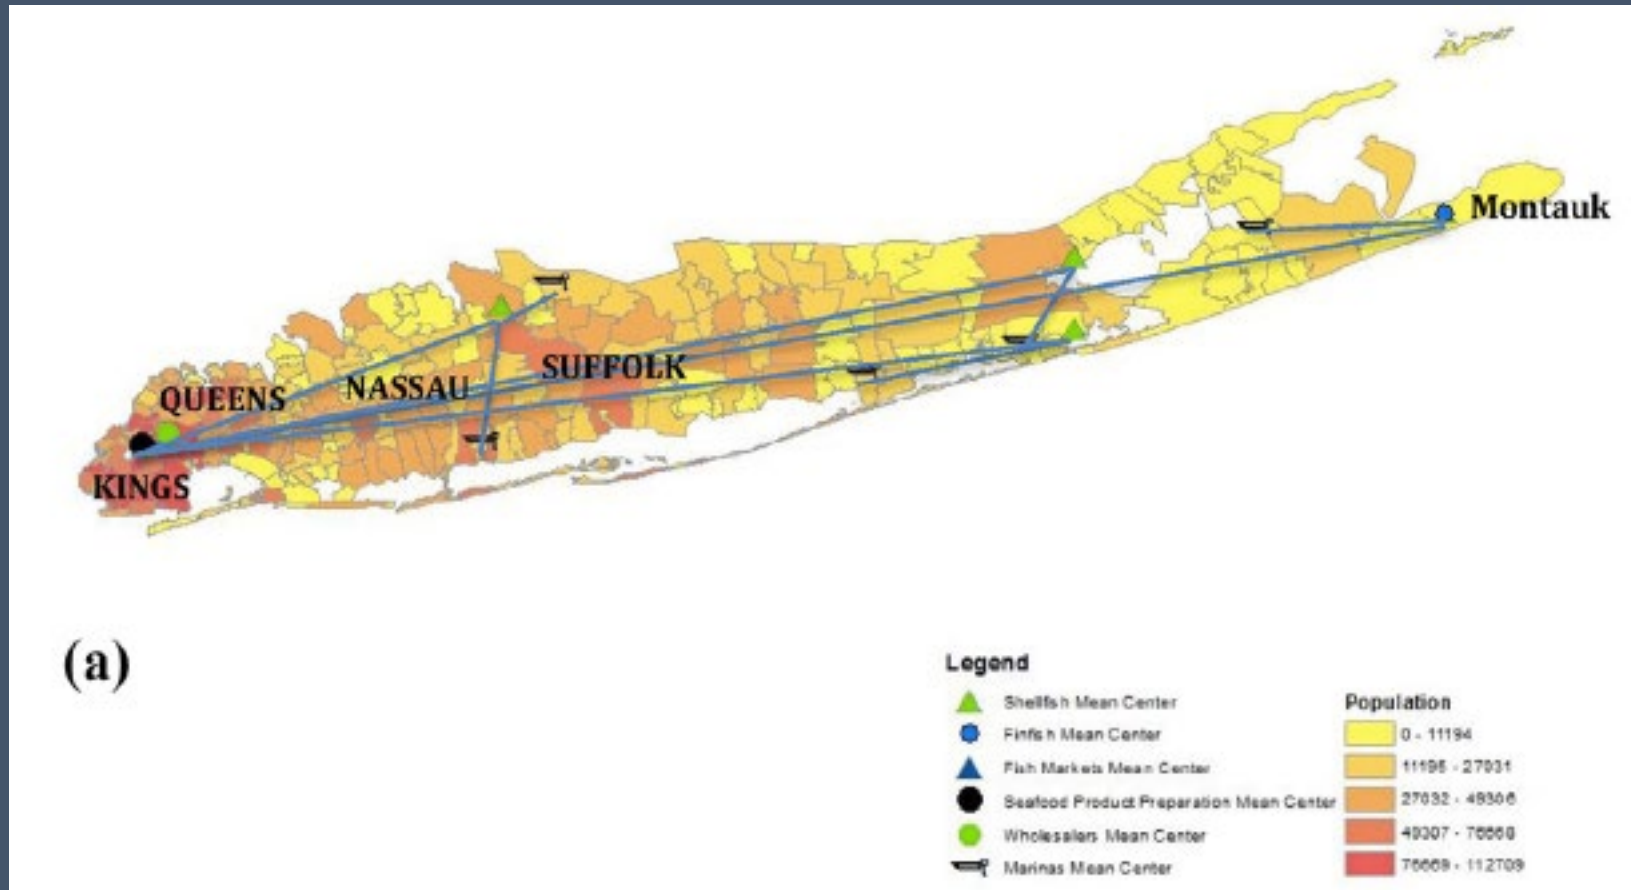 Montauk
SUFFOLK
NASSAU
QUEENS
KINGS
(a)
Legend
Shellfish Mean Center
Finfish Mean Center
Fish Markets Mean Center
Seafood Product Preparation Mean Center
Wholesalers Mean Center
Marinas Mean Center
Population
0 - 11194
11195 - 27031
27032 - 49306
49307 - 76668
76669 - 112709